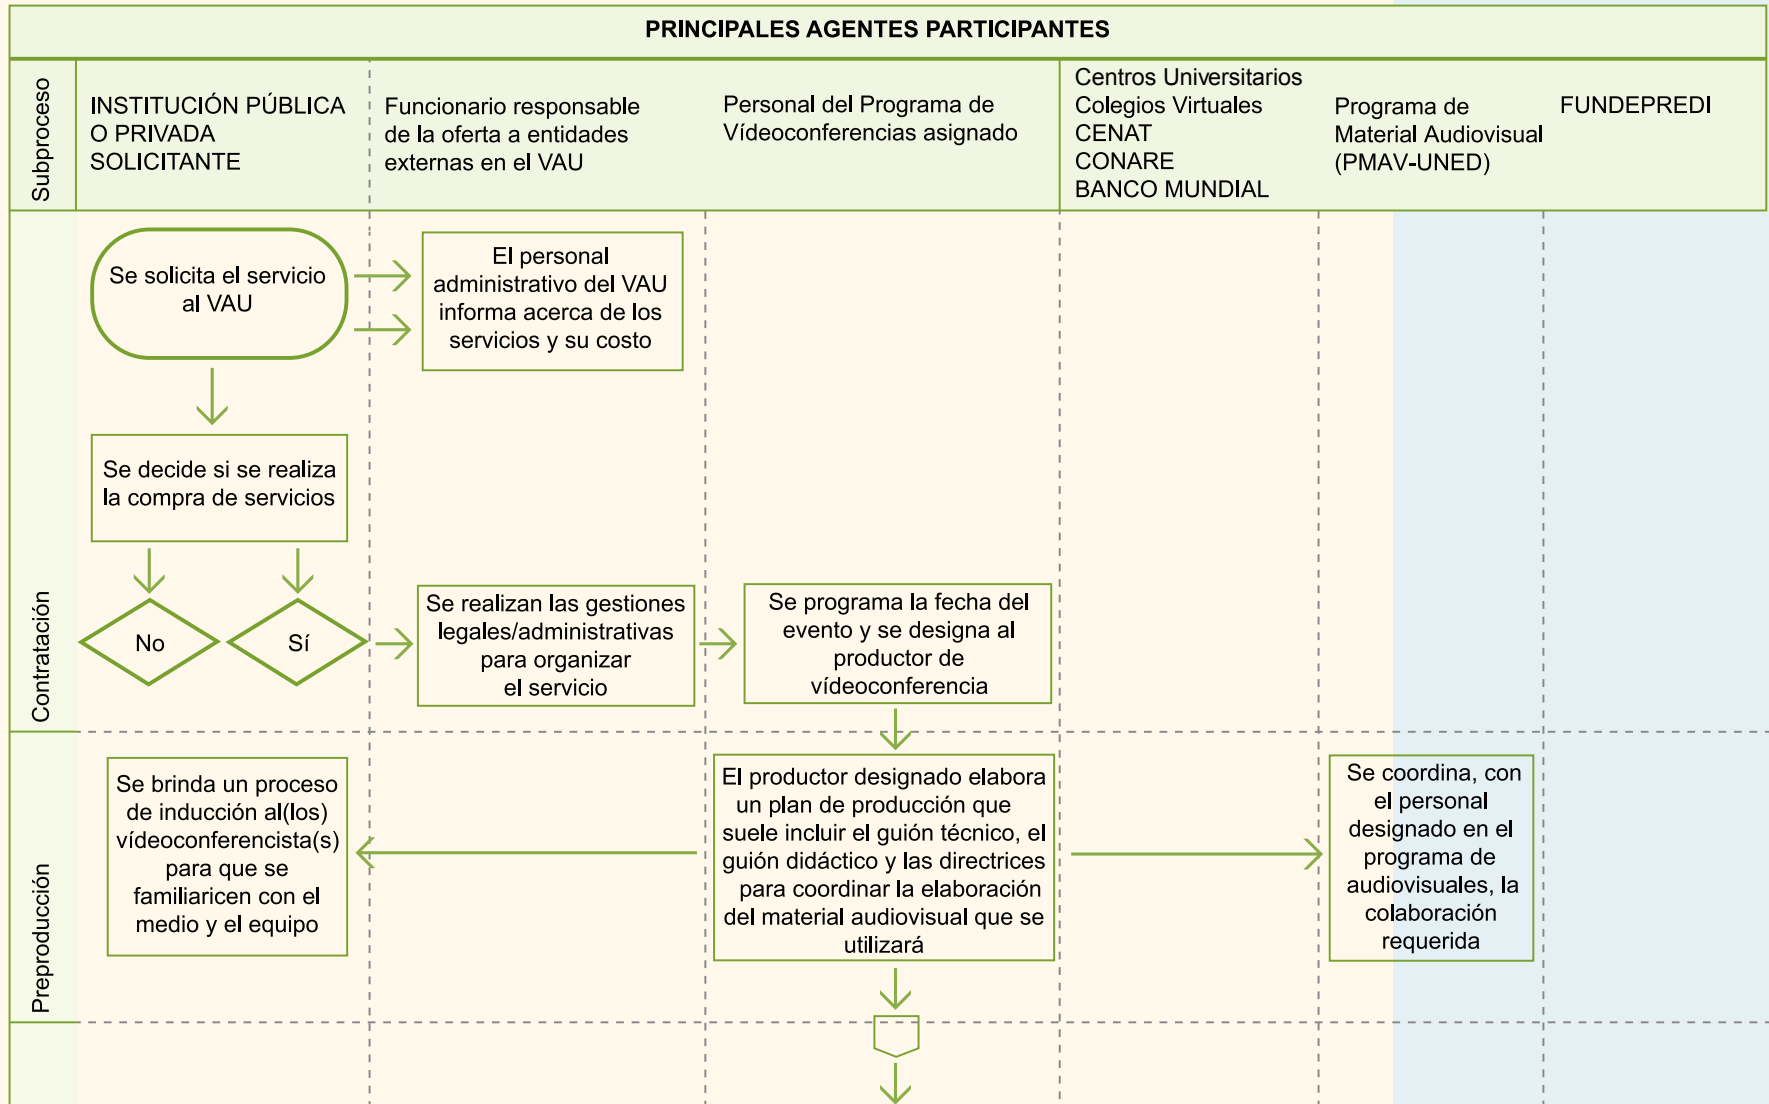 PRINCIPALES AGENTES PARTICIPANTES
Subproceso
INSTITUCIÓN PÚBLICA
O PRIVADA
SOLICITANTE
Funcionario responsable
de la oferta a entidades
externas en el VAU
Personal del Programa de
Vídeoconferencias asignado
Centros Universitarios
Colegios Virtuales
CENAT
CONARE
BANCO MUNDIAL
Programa de
Material Audiovisual
(PMAV-UNED)
FUNDEPREDI
Contratación
Se solicita el servicio
al VAU
El personal
administrativo del VAU
informa acerca de los
servicios y su costo
Se decide si se realiza
la compra de servicios
No
Sí
Se realizan las gestiones
legales/administrativas
para organizar
el servicio
Se programa la fecha del
evento y se designa al
productor de
vídeoconferencia
Preproducción
Se brinda un proceso
de inducción al(los)
vídeoconferencista(s)
para que se
familiaricen con el
medio y el equipo
El productor designado elabora
un plan de producción que
suele incluir el guión técnico, el
guión didáctico y las directrices
para coordinar la elaboración
del material audiovisual que se
utilizará
Se coordina, con
el personal
designado en el
programa de
audiovisuales, la
colaboración
requerida